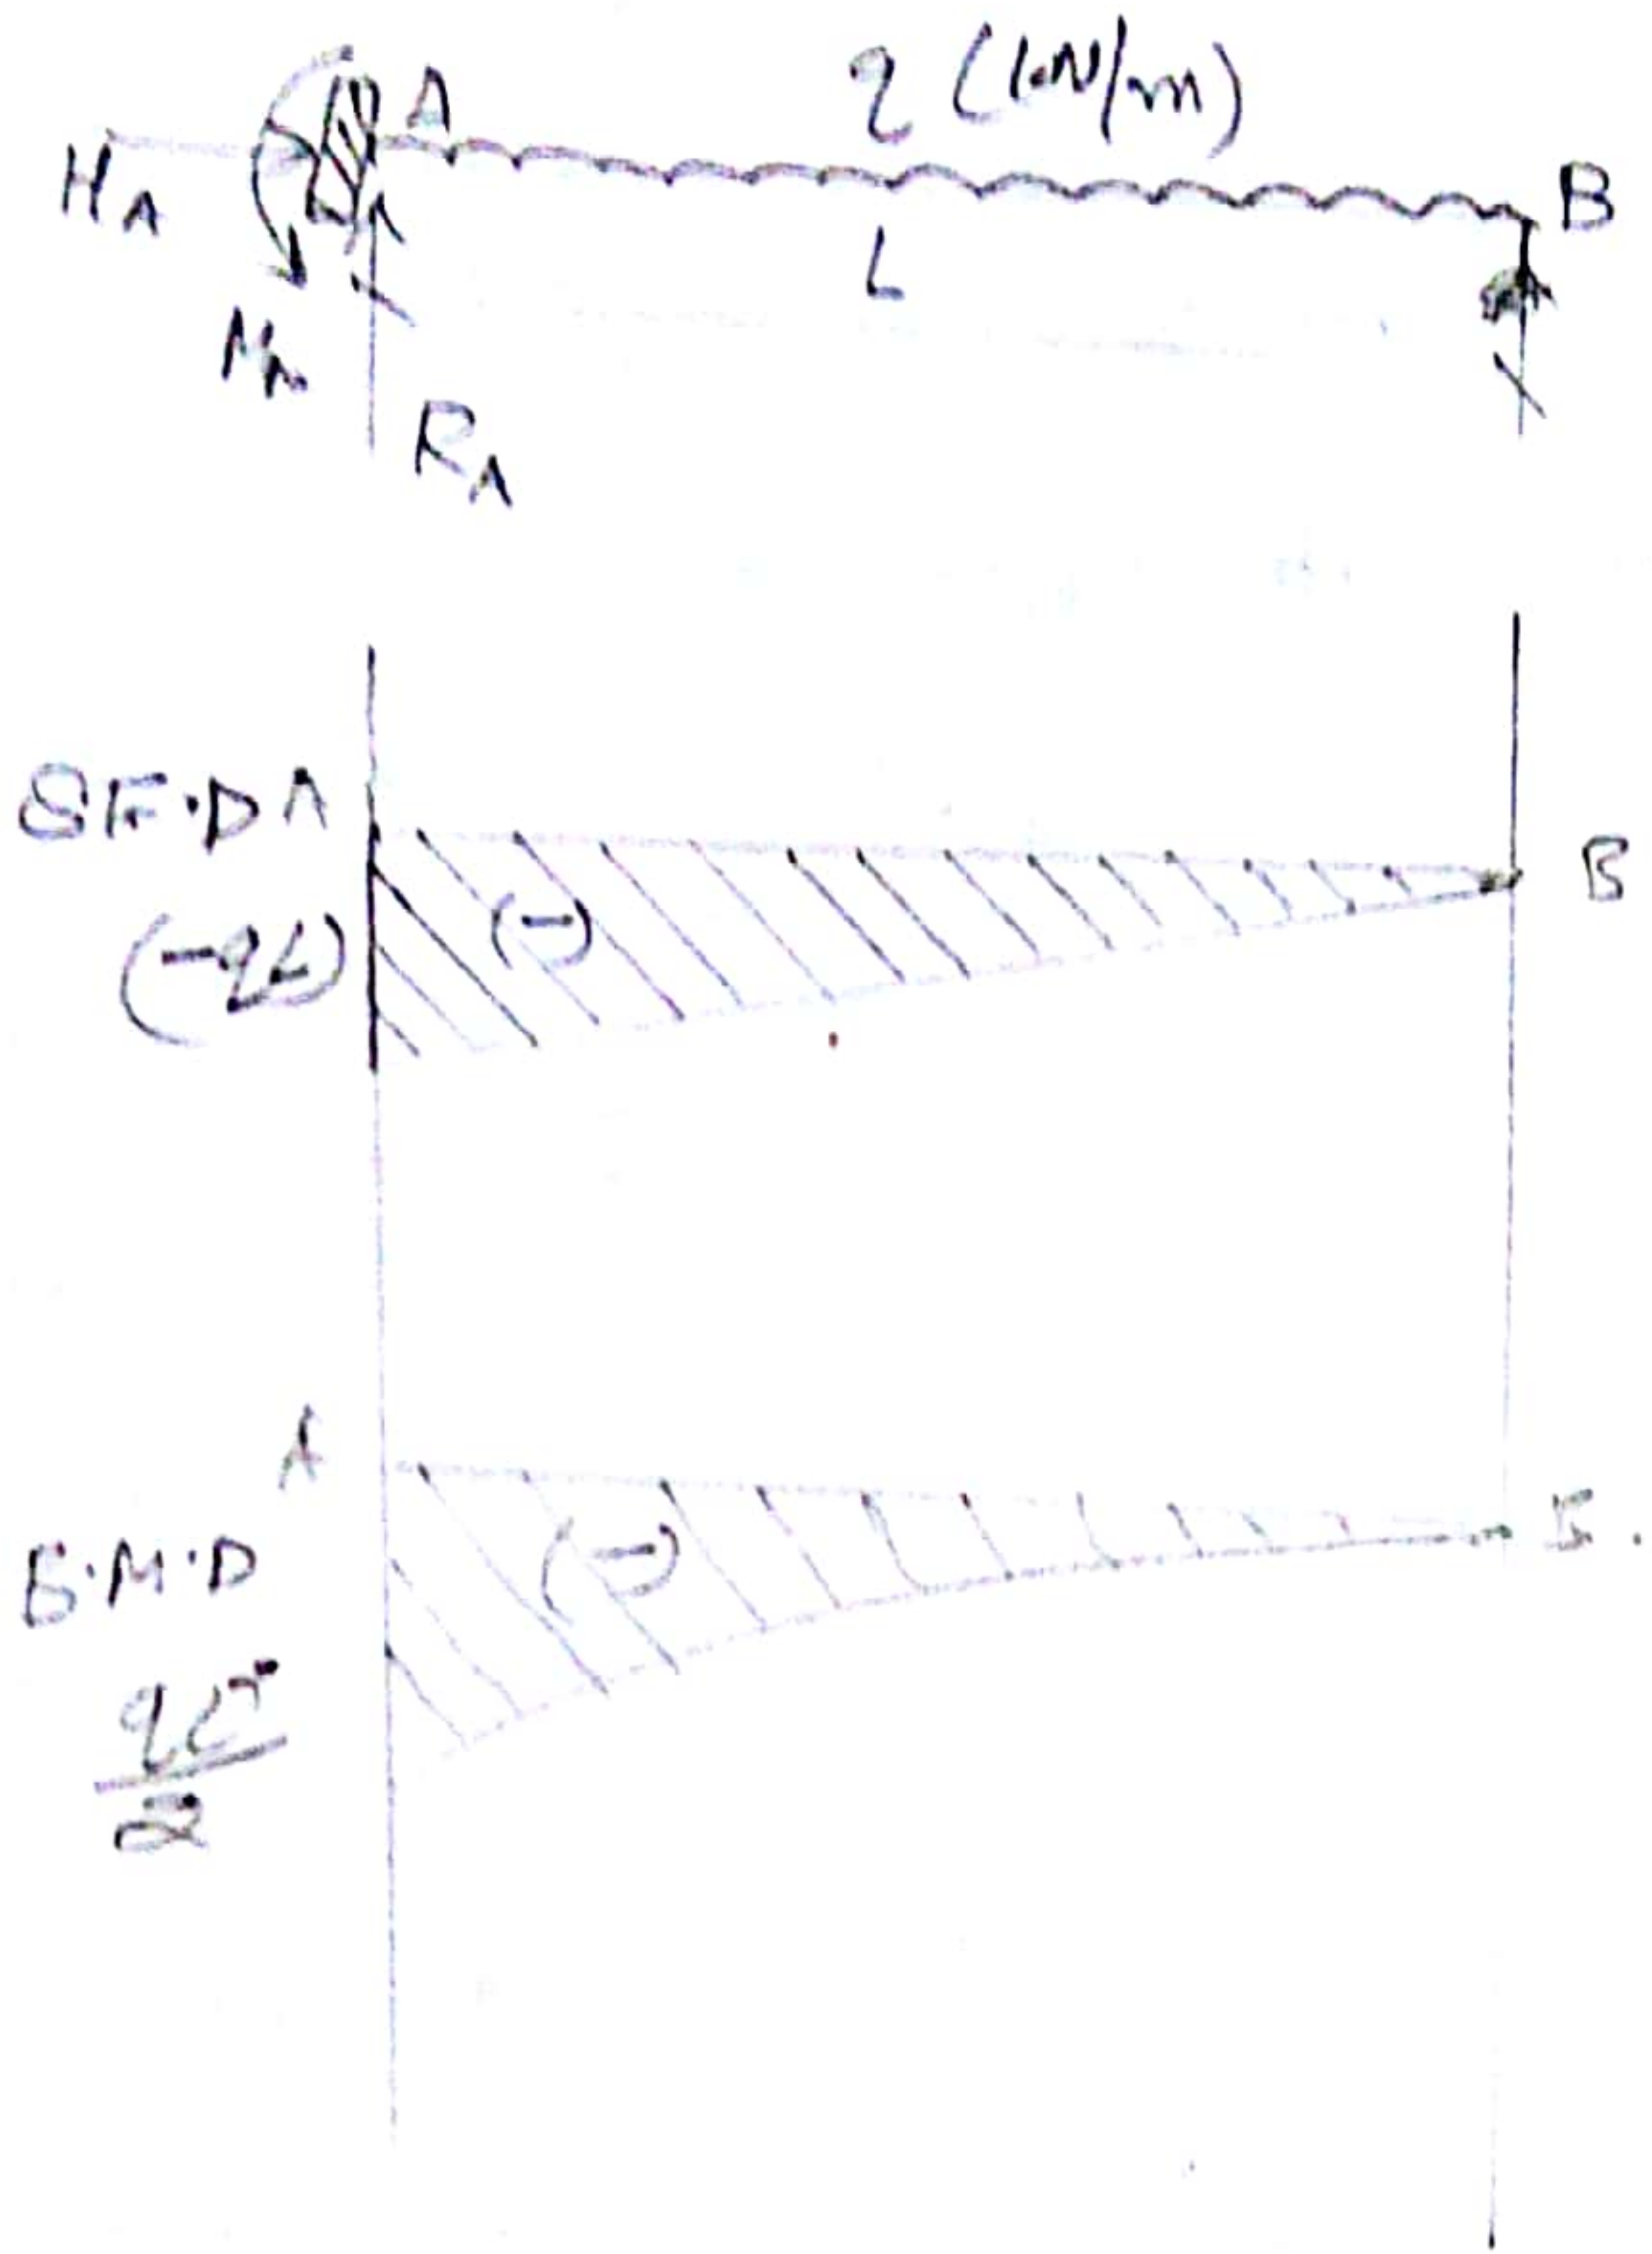 q (kN/m)
A
H_A
B
L
M_A
R_A
S.F.D A
B
(-qL)
(-)
A
B.
B.M.D
(-)
qL²
2